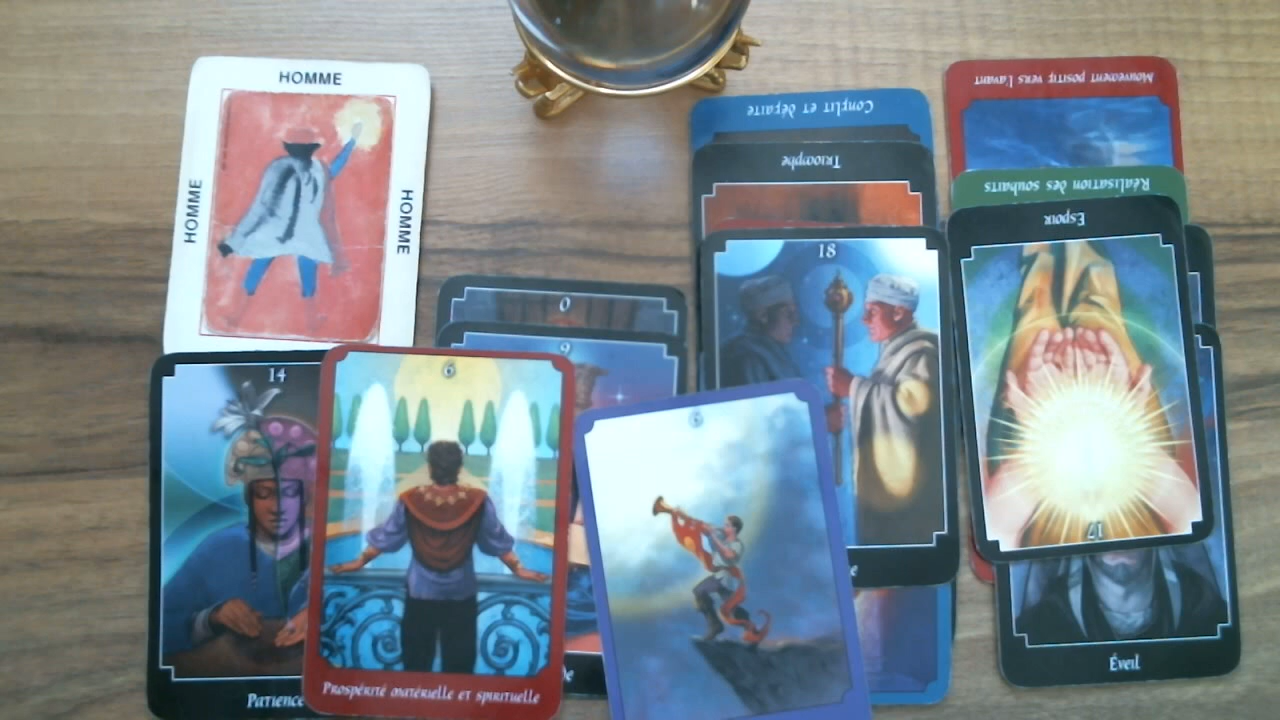 HOMME
HOMME
HOMME
Conflit et défaite
Triomphe
18
Mouvement positif vers l'avant
Réalisation des souhaits
Espoir
17
0
9
14
Patience
6
Prospérité matérielle et spirituelle
6
Éveil